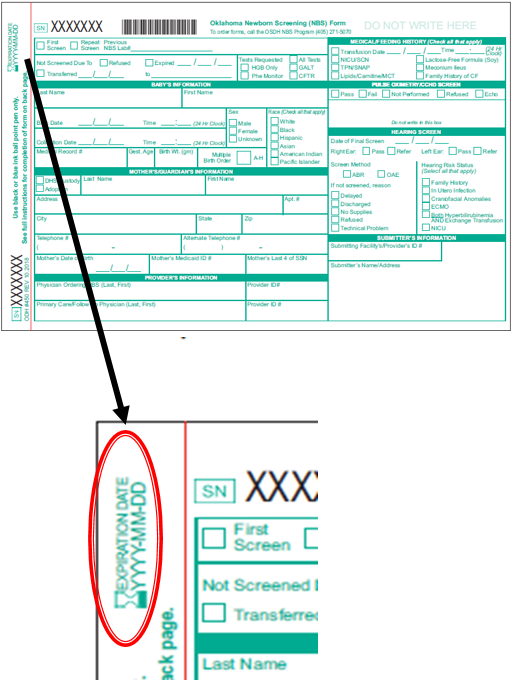 SN XXXXXXX
Oklahoma Newborn Screening (NBS) Form
To order forms, call the OSDH NBS Program (405) 271-5070
DO NOT WRITE HERE
EXPIRATION DATE
YYYY-MM-DD
Use black or blue ink ball point pen only.
See full instructions for completion of form on back page.
SN XXXXXXX
First Screen
Repeat Screen
Previous NBS Lab#
Not Screened Due To
Refused
Expired
Transferred
to
Tests Requested
All Tests
HGB Only
GALT
Phe Monitor
CFTR
BABY'S INFORMATION
Last Name
First Name
Date
Time
(24 Hr Clock)
Date
Time
(24 Hr Clock)
Record #
Gest. Age
Birth Wt. (gm)
Multiple Birth Order
A-H
Sex
Male
Female
Unknown
Race (Check all that apply)
White
Black
Hispanic
Asian
American Indian
Pacific Islander
MOTHER'S/GUARDIAN'S INFORMATION
DHS Custody
Adoption
Last Name
First Name
Address
Apt. #
City
State
Zip
Telephone #
Alternate Telephone #
Mother's Date of Birth
Mother's Medicaid ID #
Mother's Last 4 of SSN
PROVIDER'S INFORMATION
Physician Ordering NBS (Last, First)
Provider ID#
Physician (Last, First)
Provider ID #
MEDICAL/FEEDING HISTORY (Check all that apply)
Transfusion Date
Time
(24 Hr Clock)
NICU/SCN
Lactose-Free Formula (Soy)
TPN/SNAP
Meconium Ileus
Lipids/Carnitine/MCT
Family History of CF
PULSE OXIMETRY/CCHD SCREEN
Pass
Fail
Not Performed
Refused
Echo
Do not write in this box
HEARING SCREEN
Date of Final Screen
Right Ear:
Pass
Refer
Left Ear:
Pass
Refer
Screen Method
ABR
OAE
If not screened, reason
Delayed
Discharged
No Supplies
Refused
Technical Problem
Hearing Risk Status
(Select all that apply)
Family History
In Utero Infection
Craniofacial Anomalies
ECMO
Both Hyperbilirubinemia
AND Exchange Transfusion
NICU
SUBMITTER'S INFORMATION
Submitting Facility's/Provider's ID #
Submitter's Name/Address
EXPIRATION DATE
YYYY-MM-DD
ack page.
SN XXXX
First
Screen
Not Screened
Transferre
Last Name